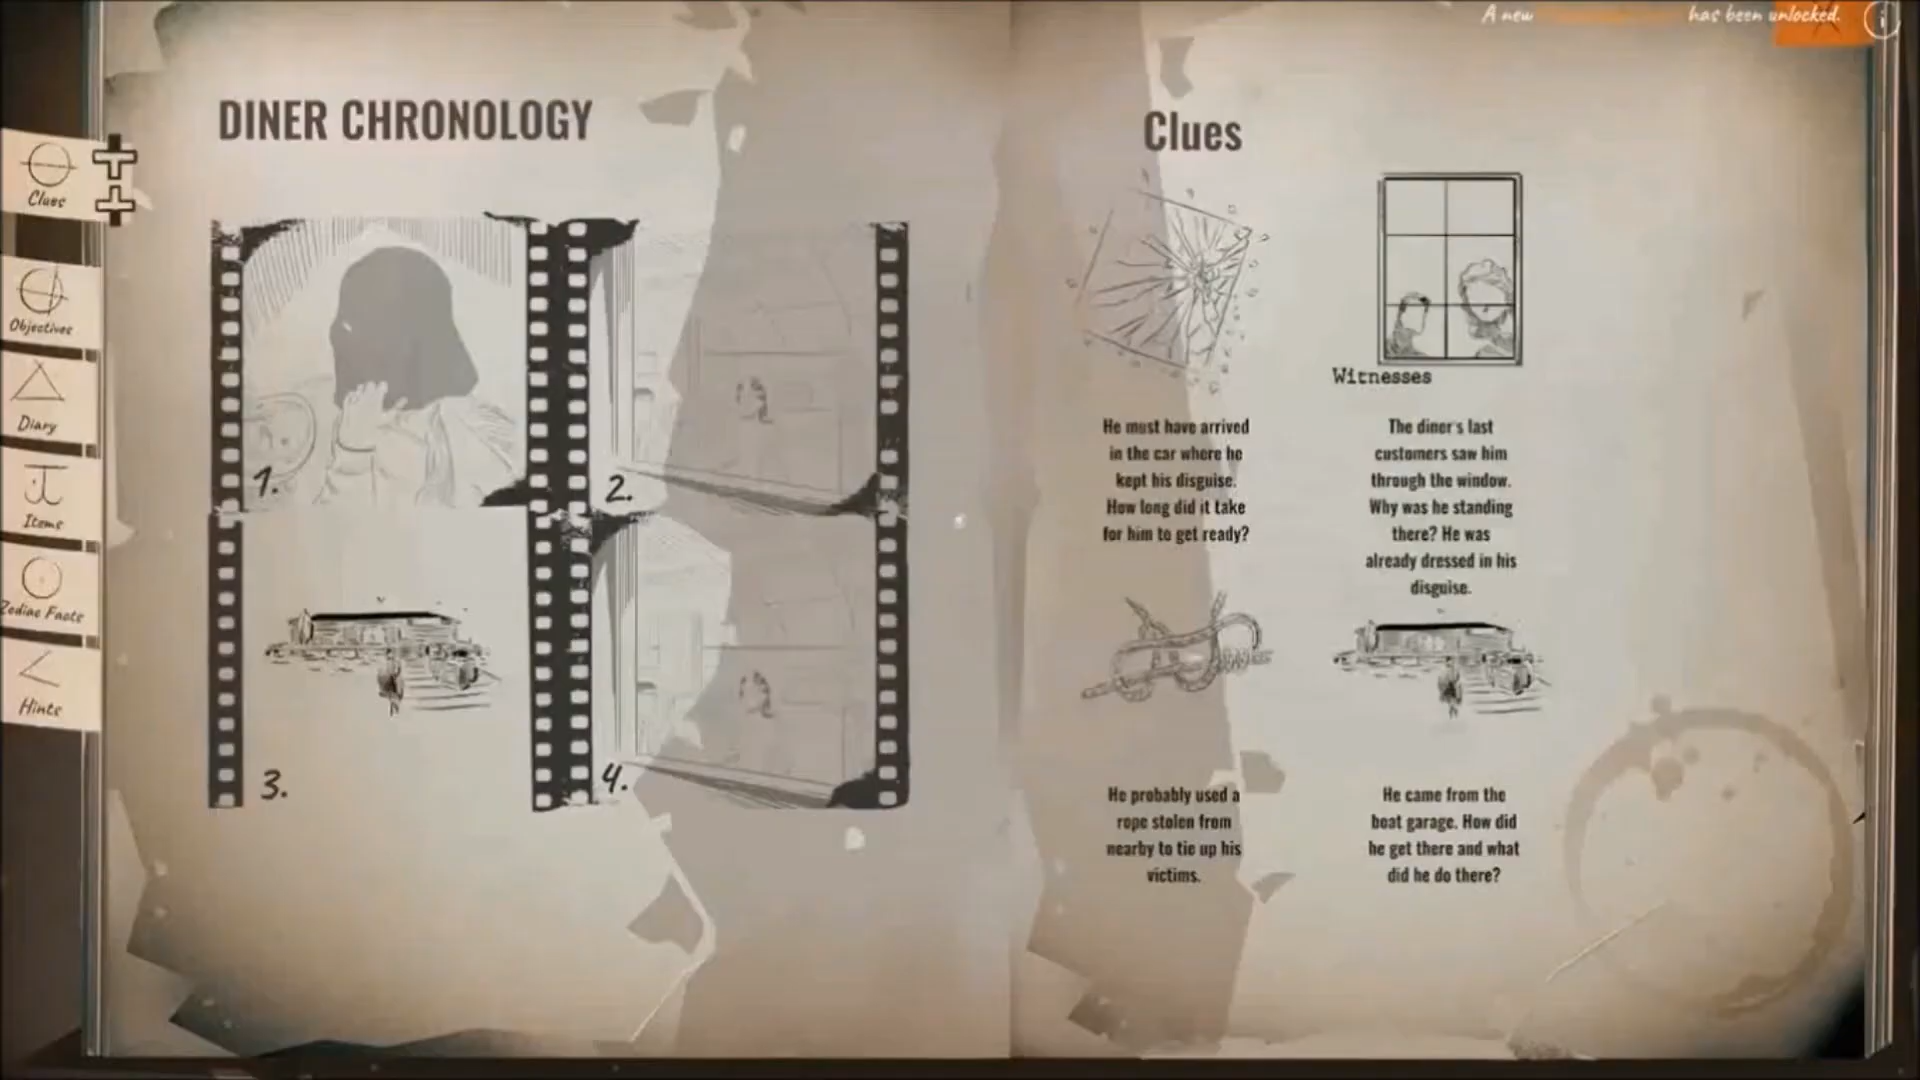 A new
has been unlocked.
DINER CHRONOLOGY
Clues
Clues
Objectives
Diary
Items
Zodiac Facts
Hints
1.
2.
3.
4.
Witnesses
He must have arrived
in the car where he
kept his disguise.
How long did it take
for him to get ready?
The diner's last
customers saw him
through the window.
Why was he standing
there? He was
already dressed in his
disguise.
He probably used a
rope stolen from
nearby to tie up his
victims.
He came from the
boat garage. How did
he get there and what
did he do there?